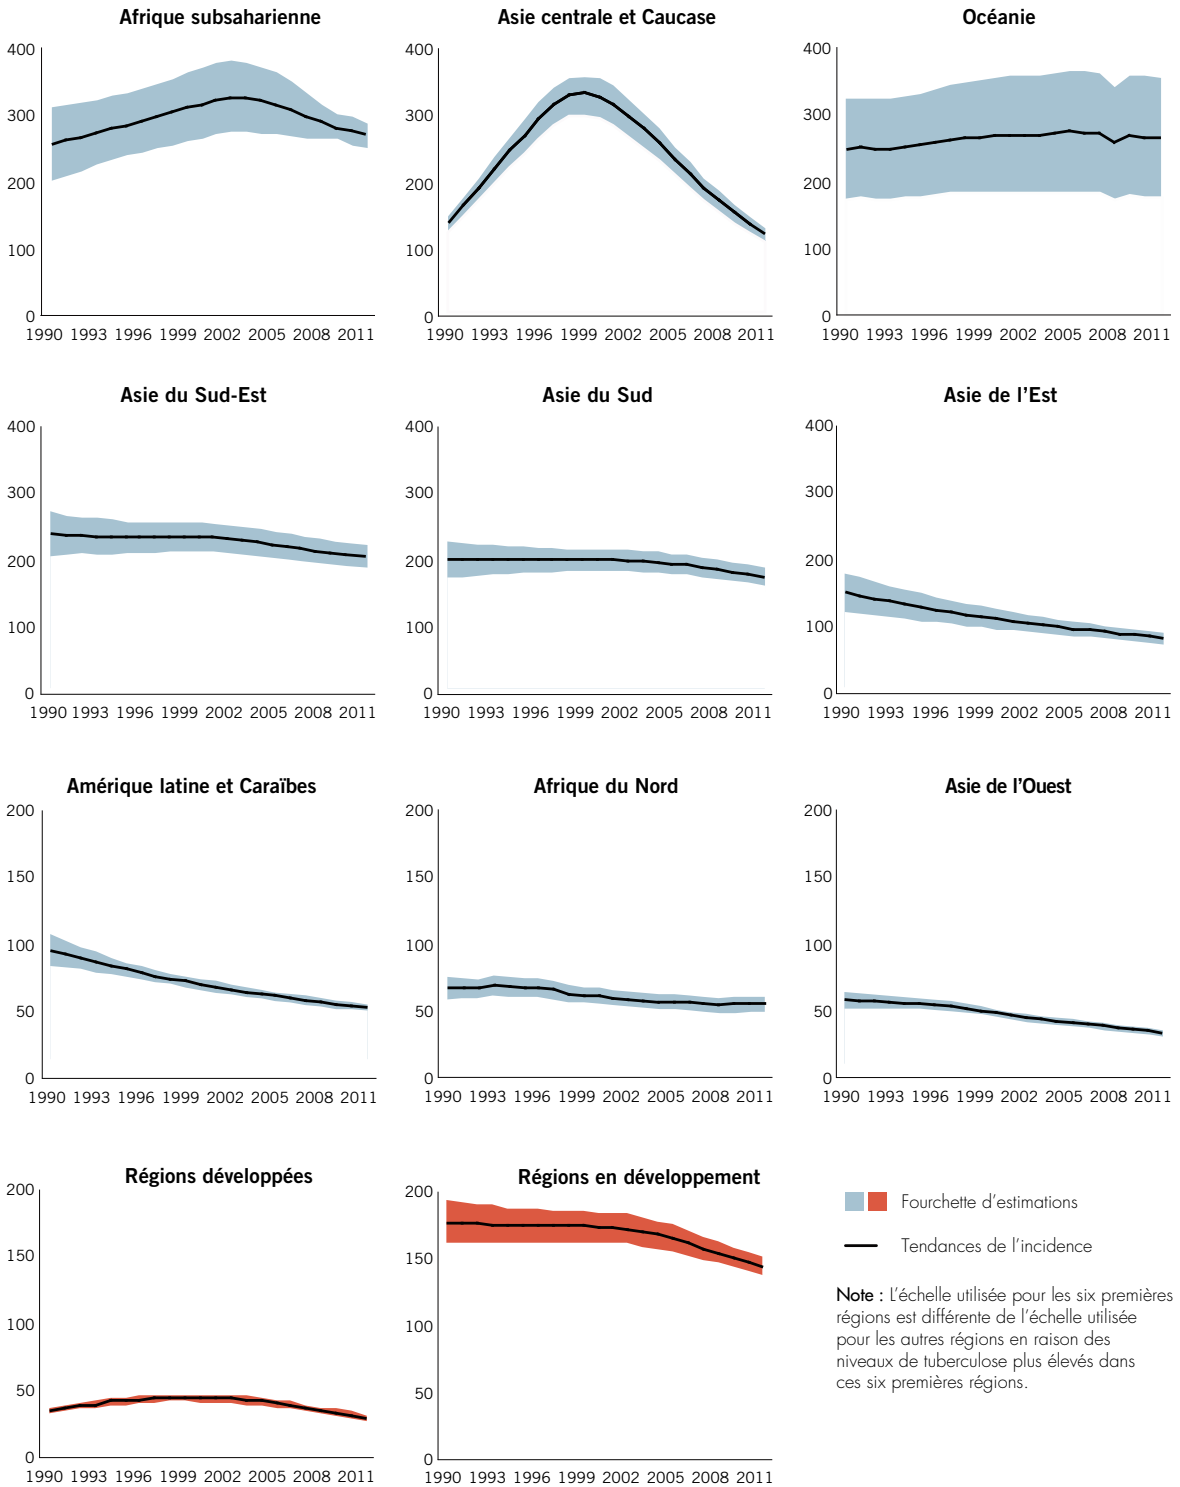 Afrique subsaharienne
400
300
200
100
0
1990 1993 1996 1999 2002 2005 2008 2011
Asie centrale et Caucase
400
300
200
100
0
1990 1993 1996 1999 2002 2005 2008 2011
Océanie
400
300
200
100
0
1990 1993 1996 1999 2002 2005 2008 2011
Asie du Sud-Est
400
300
200
100
0
1990 1993 1996 1999 2002 2005 2008 2011
Asie du Sud
400
300
200
100
0
1990 1993 1996 1999 2002 2005 2008 2011
Asie de l'Est
400
300
200
100
0
1990 1993 1996 1999 2002 2005 2008 2011
Amérique latine et Caraïbes
200
150
100
50
0
1990 1993 1996 1999 2002 2005 2008 2011
Afrique du Nord
200
150
100
50
0
1990 1993 1996 1999 2002 2005 2008 2011
Asie de l'Ouest
200
150
100
50
0
1990 1993 1996 1999 2002 2005 2008 2011
Régions développées
200
150
100
50
0
1990 1993 1996 1999 2002 2005 2008 2011
Régions en développement
200
150
100
50
0
1990 1993 1996 1999 2002 2005 2008 2011
Fourchette d'estimations
Tendances de l'incidence
Note : L'échelle utilisée pour les six premières
régions est différente de l'échelle utilisée
pour les autres régions en raison des
niveaux de tuberculose plus élevés dans
ces six premières régions.